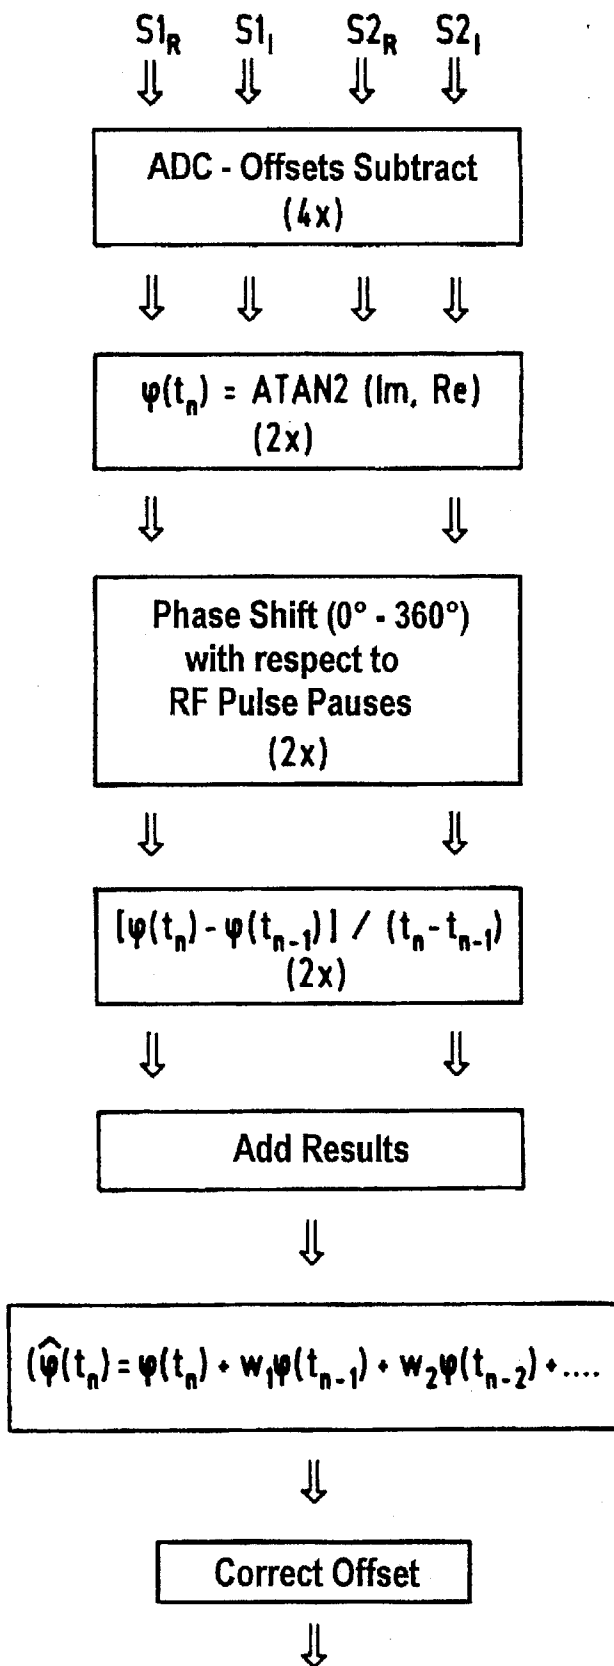 S1R S1I S2R S2I
ADC - Offsets Subtract
(4x)
φ(tn) = ATAN2 (Im, Re)
(2x)
Phase Shift (0° - 360°)
with respect to
RF Pulse Pauses
(2x)
[φ(tn) - φ(tn-1)] / (tn - tn-1)
(2x)
Add Results
(φ̂(tn) = φ(tn) + w1φ(tn-1) + w2φ(tn-2) + ....
Correct Offset